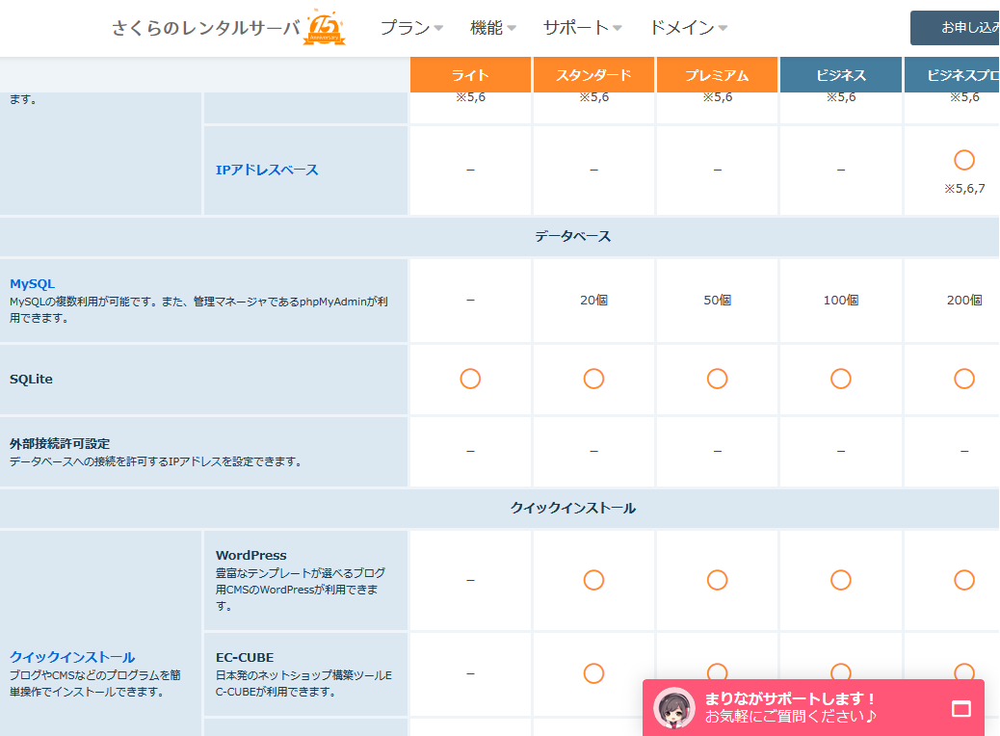 さくらのレンタルサーバ
15
Anniversary
プラン
機能
サポート
ドメイン
お申し込み
ライト
スタンダード
プレミアム
ビジネス
ビジネスプロ
ます。
※5,6
※5,6
※5,6
※5,6
※5,6
IPアドレスベース
–
–
–
–
◯
※5,6,7
データベース
MySQL
MySQLの複数利用が可能です。また、管理マネージャであるphpMyAdminが利
用できます。
–
20個
50個
100個
200個
SQLite
◯
◯
◯
◯
◯
外部接続許可設定
データベースへの接続を許可するIPアドレスを設定できます。
–
–
–
–
–
クイックインストール
クイックインストール
ブログやCMSなどのプログラムを簡
単操作でインストールできます。
WordPress
豊富なテンプレートが選べるブログ
用CMSのWordPressが利用できま
す。
–
◯
◯
◯
◯
EC-CUBE
日本発のネットショップ構築ツールE
C-CUBEが利用できます。
–
◯
◯
◯
◯
まりながサポートします！
お気軽にご質問ください♪